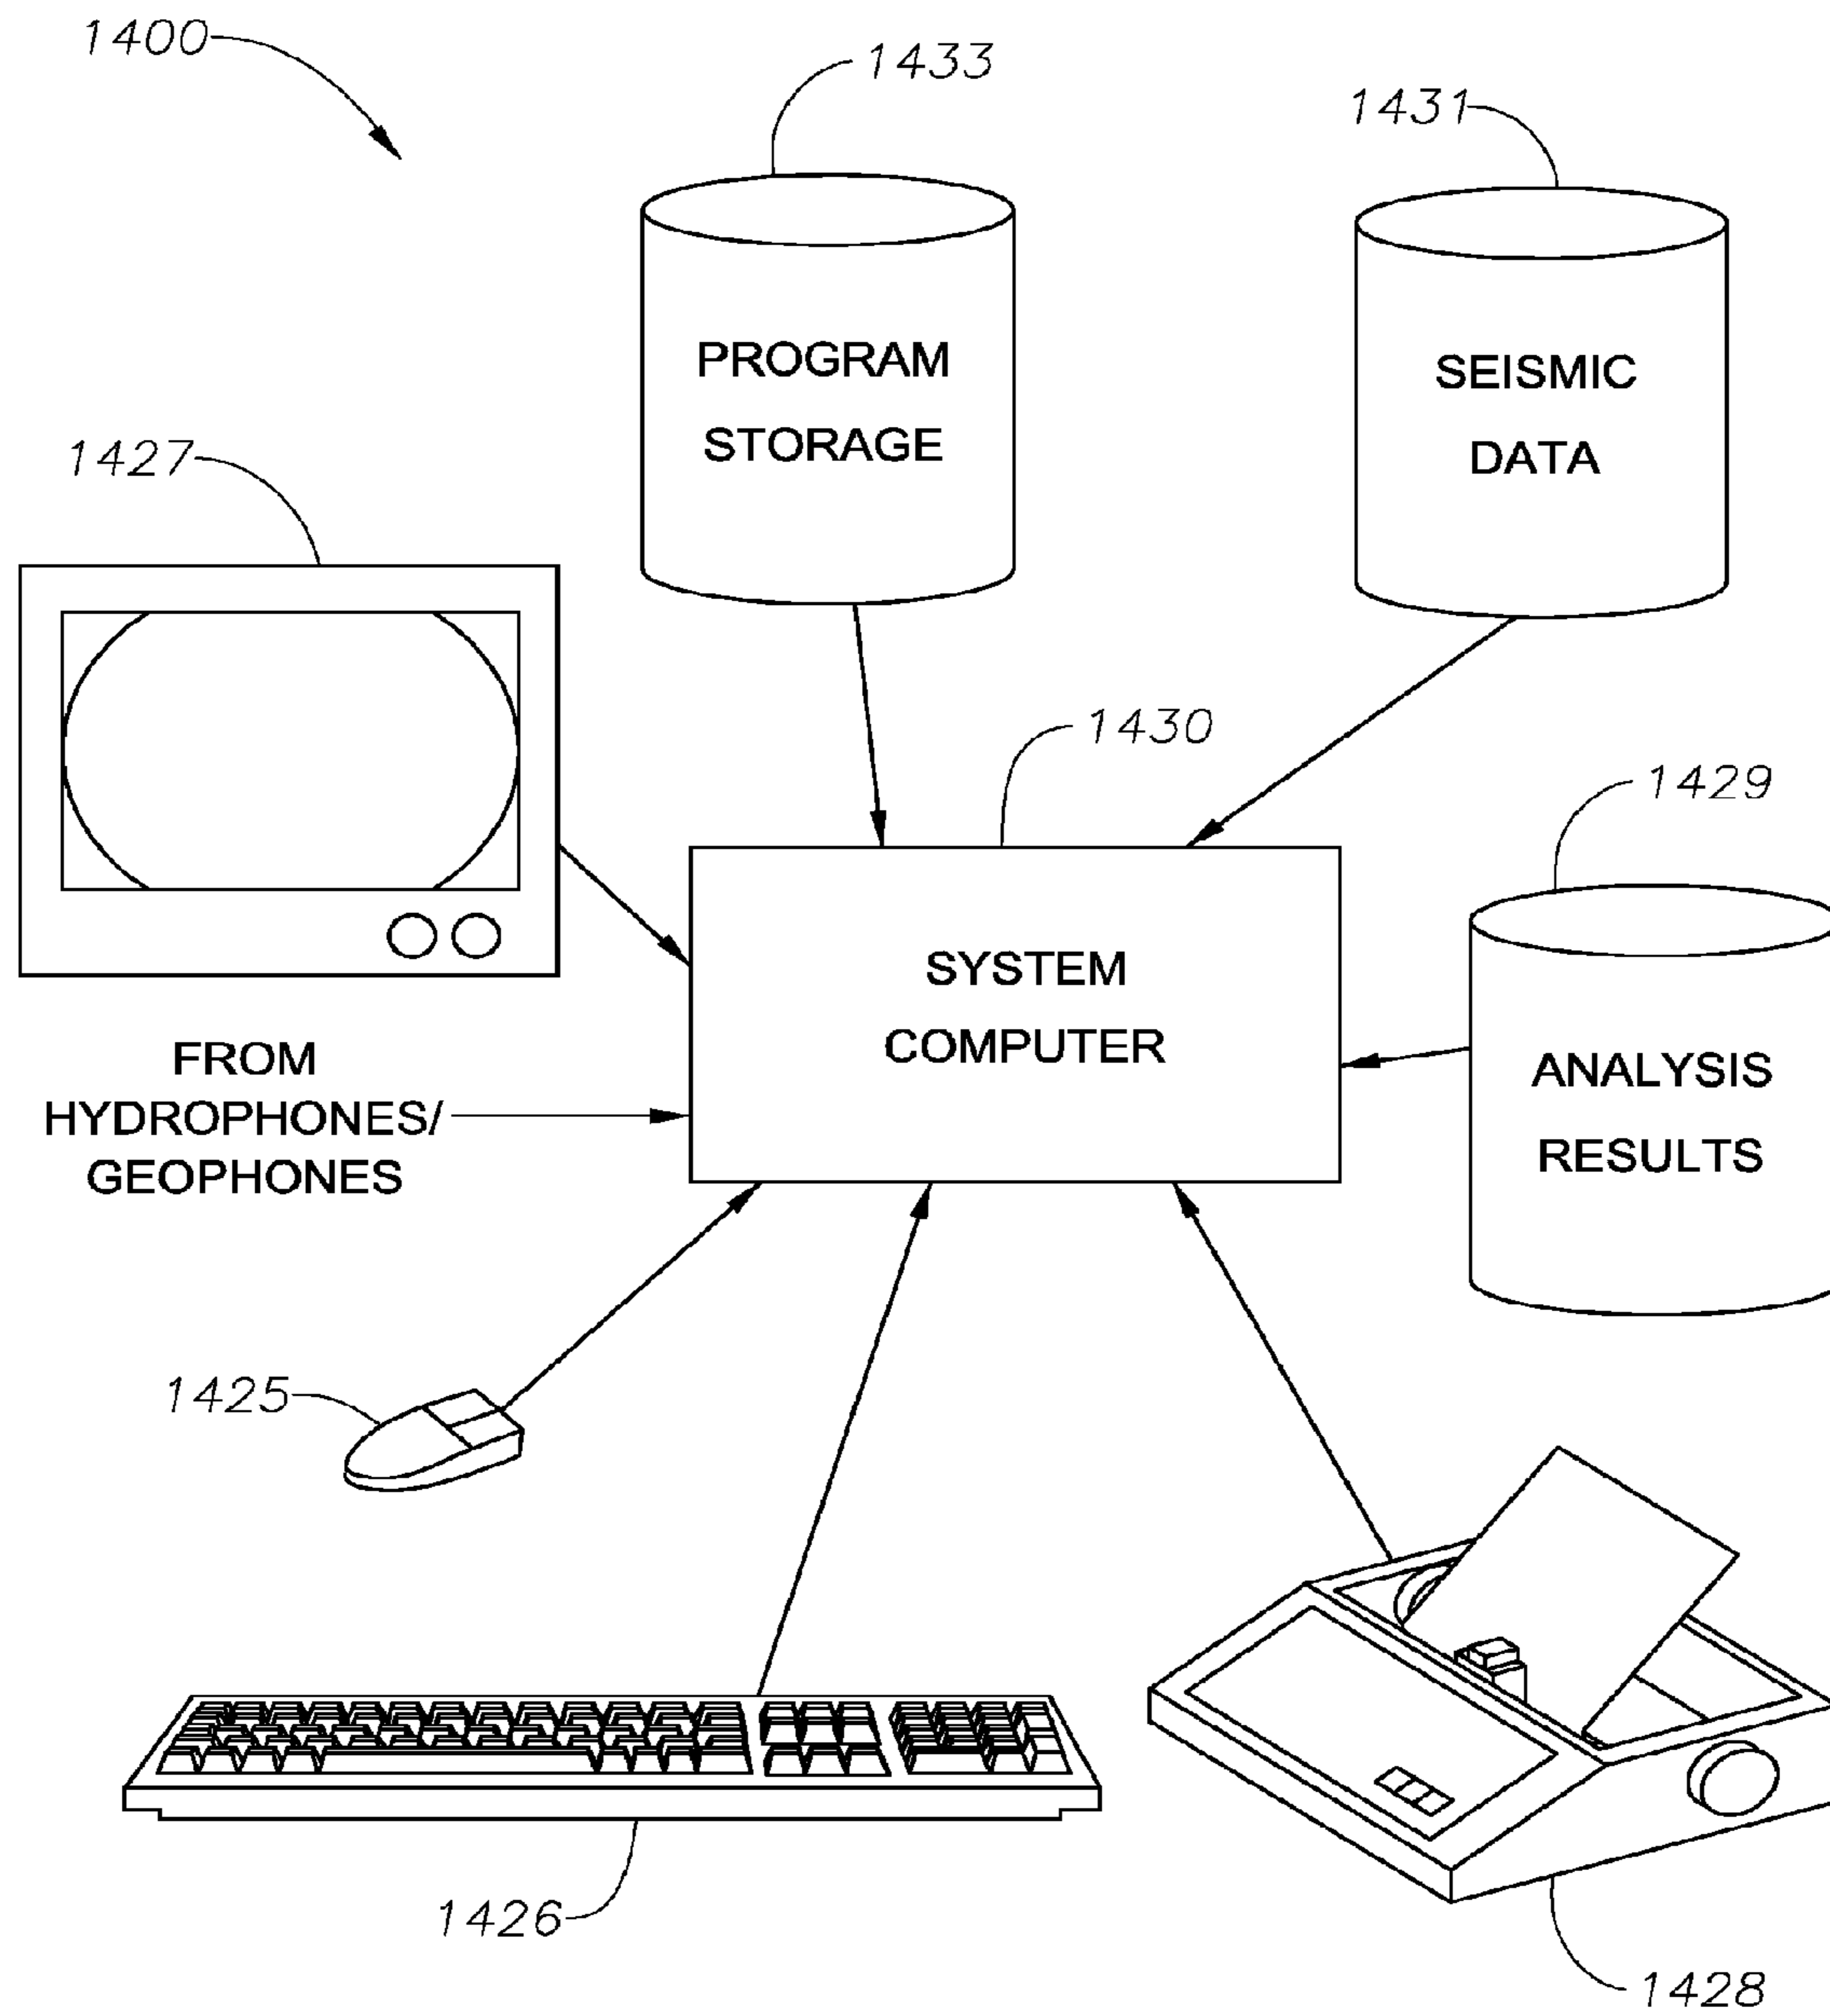 1400
1433
1431
PROGRAM
STORAGE
SEISMIC
DATA
1427
1430
1429
SYSTEM
COMPUTER
FROM
HYDROPHONES/
GEOPHONES
ANALYSIS
RESULTS
1425
1426
1428